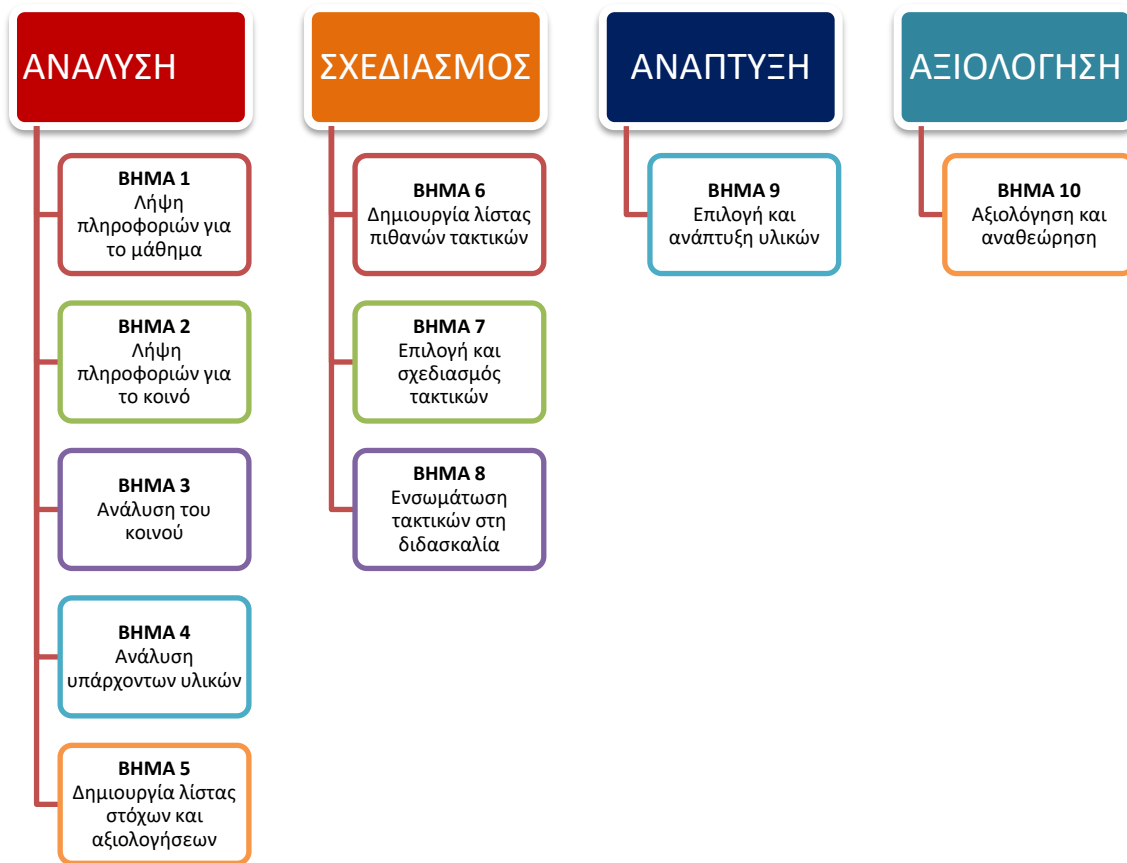 ΑΝΑΛΥΣΗ
ΒΗΜΑ 1
Λήψη
πληροφοριών για
το μάθημα
ΒΗΜΑ 2
Λήψη
πληροφοριών για
το κοινό
ΒΗΜΑ 3
Ανάλυση του
κοινού
ΒΗΜΑ 4
Ανάλυση
υπάρχοντων υλικών
ΒΗΜΑ 5
Δημιουργία λίστας
στόχων και
αξιολογήσεων
ΣΧΕΔΙΑΣΜΟΣ
ΒΗΜΑ 6
Δημιουργία λίστας
πιθανών τακτικών
ΒΗΜΑ 7
Επιλογή και
σχεδιασμός
τακτικών
ΒΗΜΑ 8
Ενσωμάτωση
τακτικών στη
διδασκαλία
ΑΝΑΠΤΥΞΗ
ΒΗΜΑ 9
Επιλογή και
ανάπτυξη υλικών
ΑΞΙΟΛΟΓΗΣΗ
ΒΗΜΑ 10
Αξιολόγηση και
αναθεώρηση